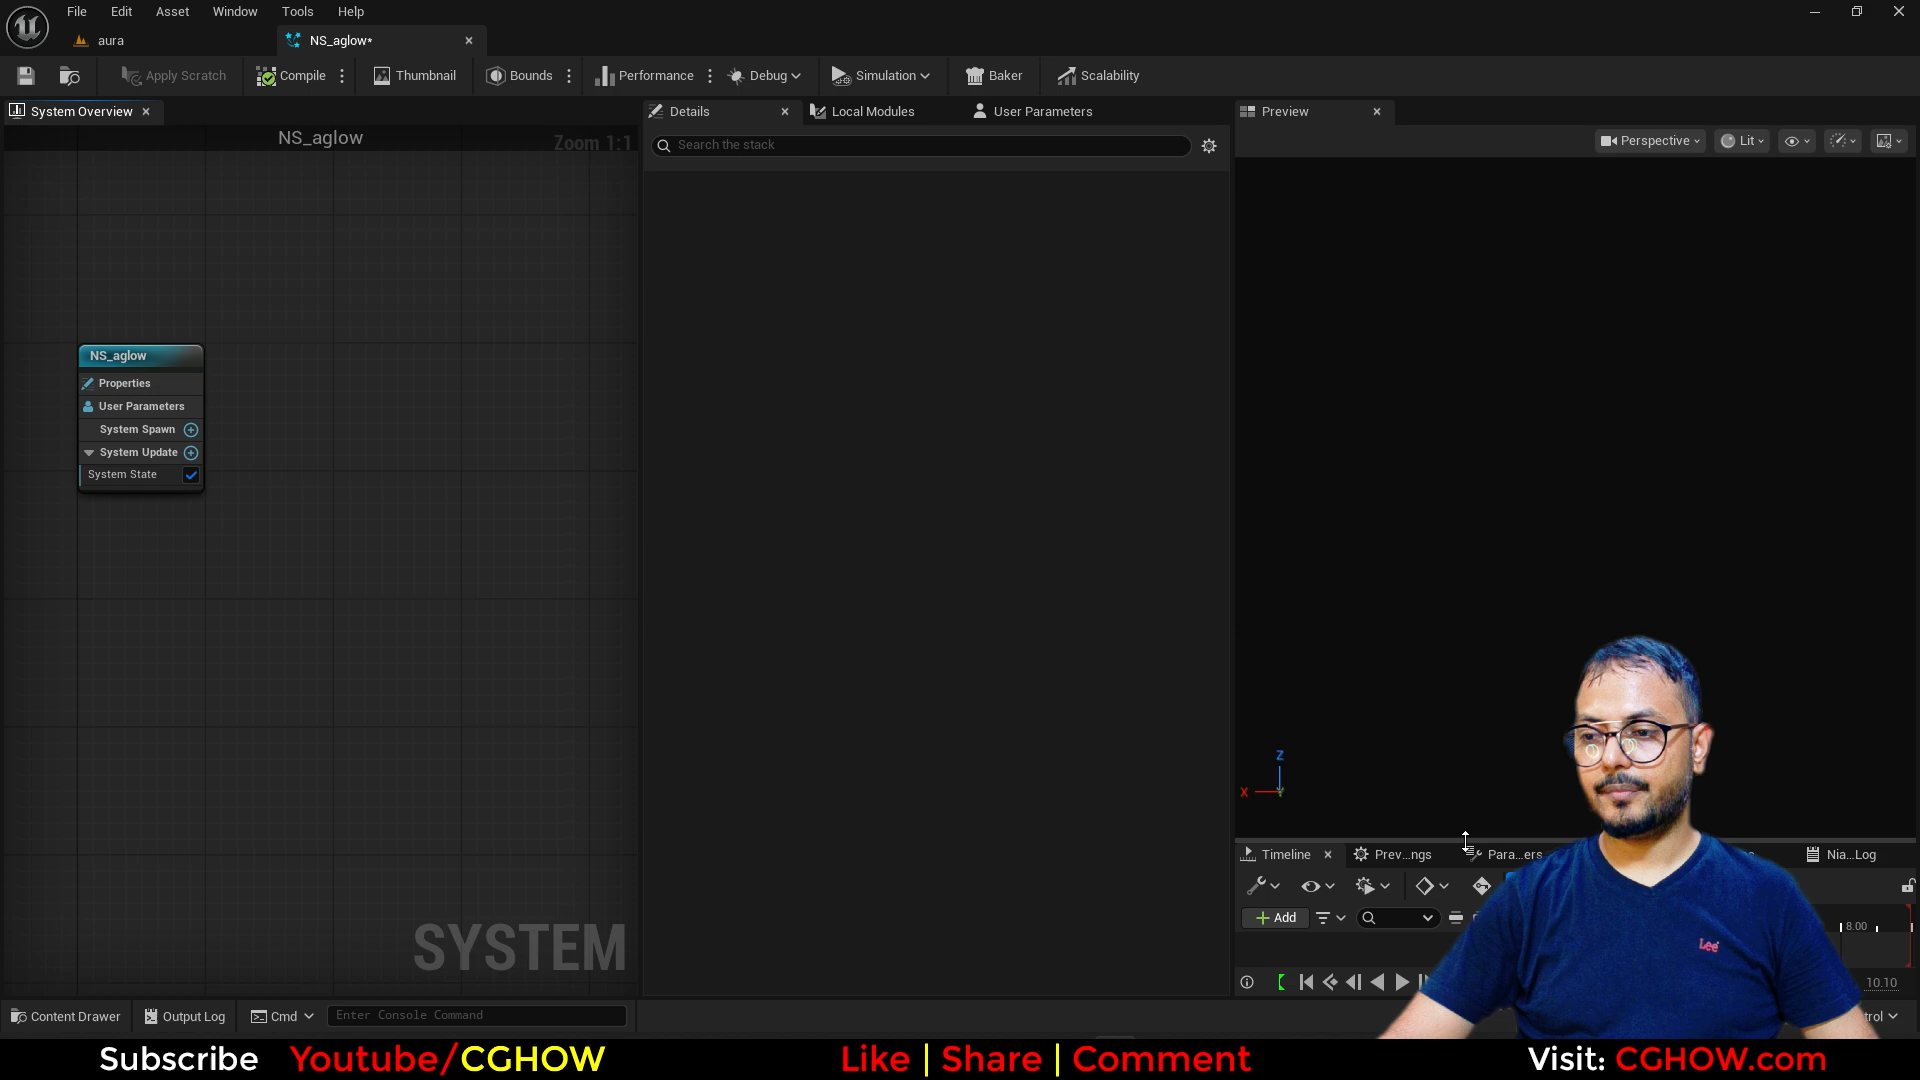 File Edit Asset Window Tools Help
aura
NS_aglow*
Apply Scratch Compile Thumbnail Bounds Performance Debug Simulation Baker Scalability
System Overview
Details Local Modules User Parameters
Preview
NS_aglow
Zoom 1:1
Search the stack
Perspective Lit
NS_aglow
Properties
User Parameters
System Spawn
System Update
System State
SYSTEM
Z
X
Y
Timeline Prev...ngs Para...ers Nia...Log
Add
8.00
Lee
10.10
Content Drawer Output Log Cmd Enter Console Command
Subscribe Youtube/CGHOW Like | Share | Comment Visit: CGHOW.com